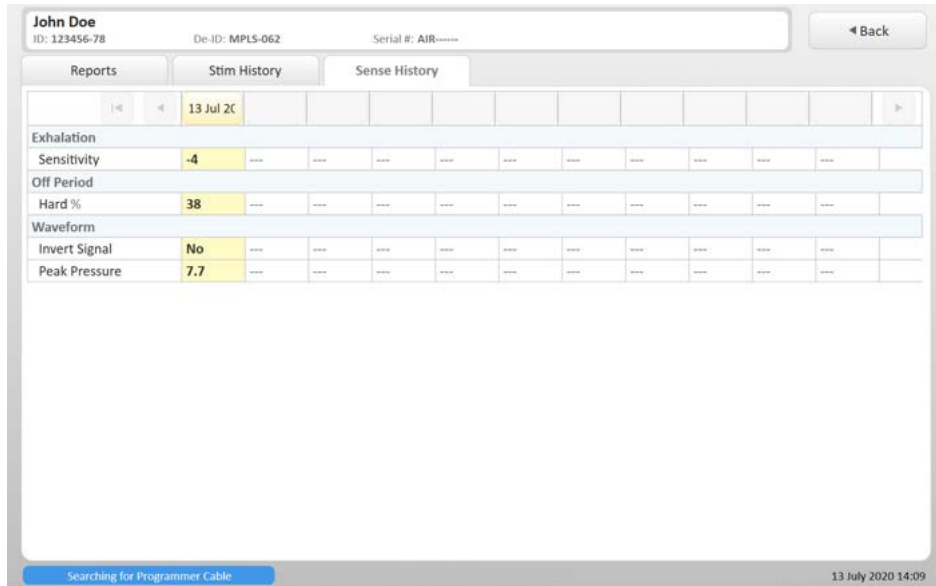 John Doe
ID: 123456-78 De-ID: MPLS-062 Serial #: AIR------
Back
Reports Stim History Sense History
13 Jul 20
Exhalation
Sensitivity -4 --- --- --- --- --- --- --- --- ---
Off Period
Hard % 38 --- --- --- --- --- --- --- --- ---
Waveform
Invert Signal No --- --- --- --- --- --- --- --- ---
Peak Pressure 7.7 --- --- --- --- --- --- --- --- ---
Searching for Programmer Cable 13 July 2020 14:09